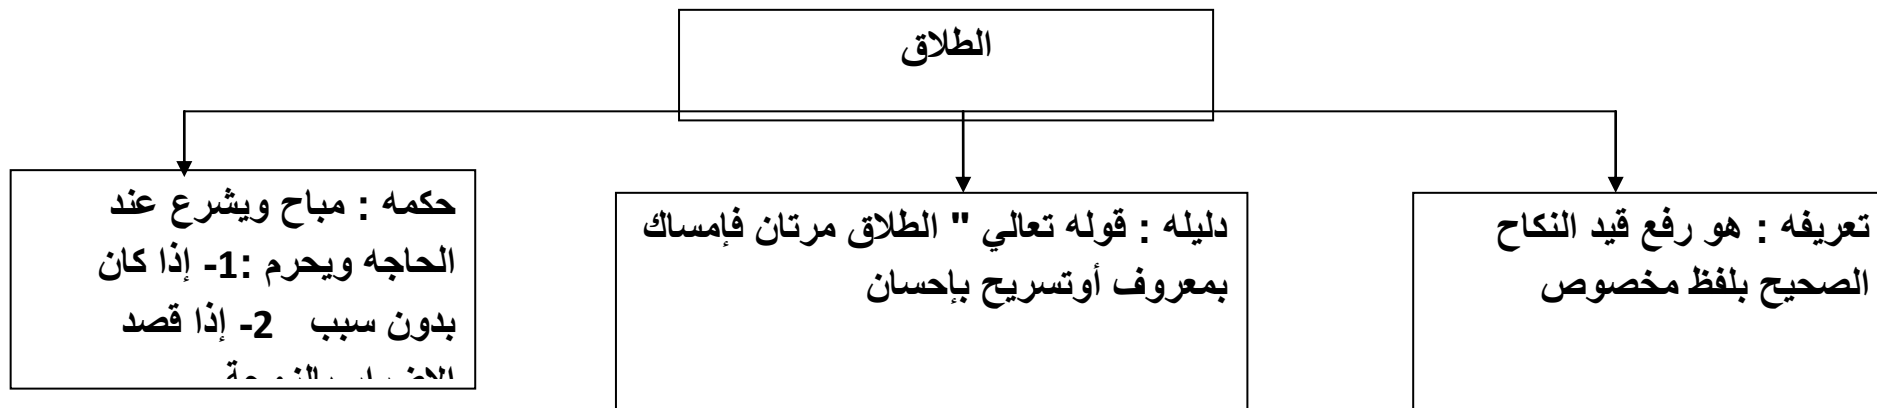 الطلاق
تعريفه : هو رفع قيد النكاح
الصحيح بلفظ مخصوص
دليله : قوله تعالي " الطلاق مرتان فإمساك
بمعروف أوتسريح بإحسان
حكمه : مباح ويشرع عند
الحاجه ويحرم :1- إذا كان
بدون سبب 2- إذا قصد